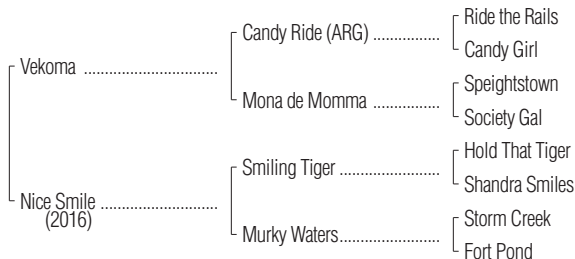 Ride the Rails
Candy Ride (ARG) ..................
Candy Girl
Vekoma ....................................
Speightstown
Mona de Momma ..................
Society Gal
Hold That Tiger
Smiling Tiger ...........................
Shandra Smiles
Nice Smile ................................
(2016)
Storm Creek
Murky Waters...........................
Fort Pond